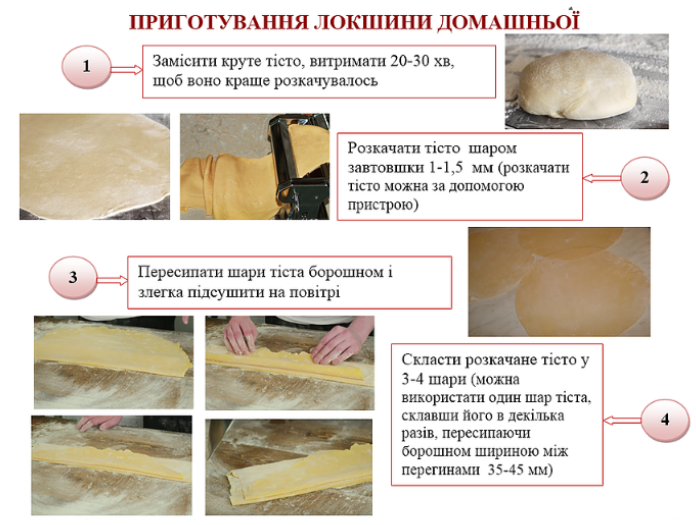 ПРИГОТУВАННЯ ЛОКШИНИ ДОМАШНЬОЇ
1
Замісити круте тісто, витримати 20-30 хв,
щоб воно краще розкачувалось
Розкачати тісто шаром
завтовшки 1-1,5 мм (розкачати
тісто можна за допомогою
пристрою)
2
3
Пересипати шари тіста борошном і
злегка підсушити на повітрі
Скласти розкачане тісто у
3-4 шари (можна
використати один шар тіста,
склавши його в декілька
разів, пересипаючи
борошном шириною між
перегинами 35-45 мм)
4